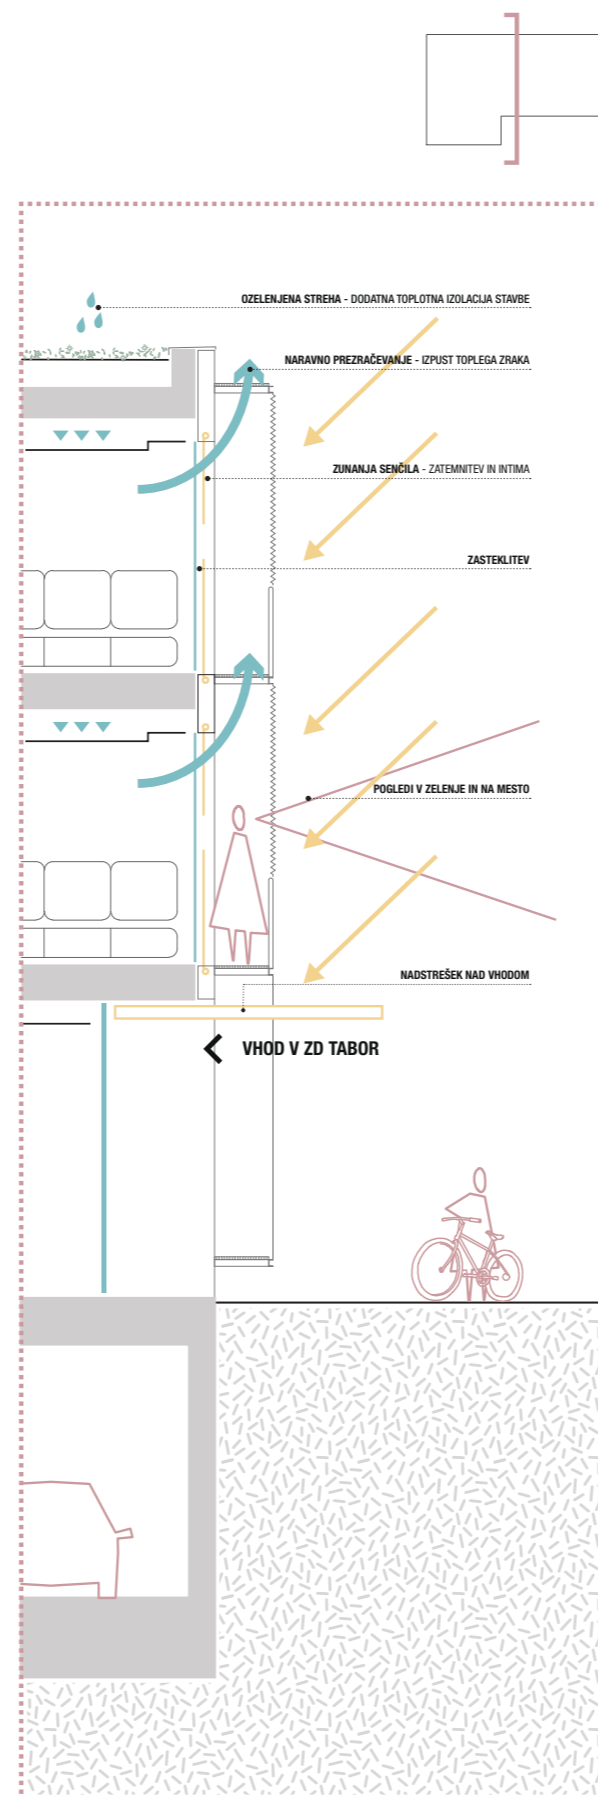 OZELENJENA STREHA - DODATNA TOPLOTNA IZOLACIJA STAVBE
NARAVNO PREZRAČEVANJE - IZPUST TOPLEGA ZRAKA
ZUNANJA SENČILA - ZATEMNITEV IN INTIMA
ZASTEKLITEV
POGLEDI V ZELENJE IN NA MESTO
NADSTREŠEK NAD VHODOM
VHOD V ZD TABOR